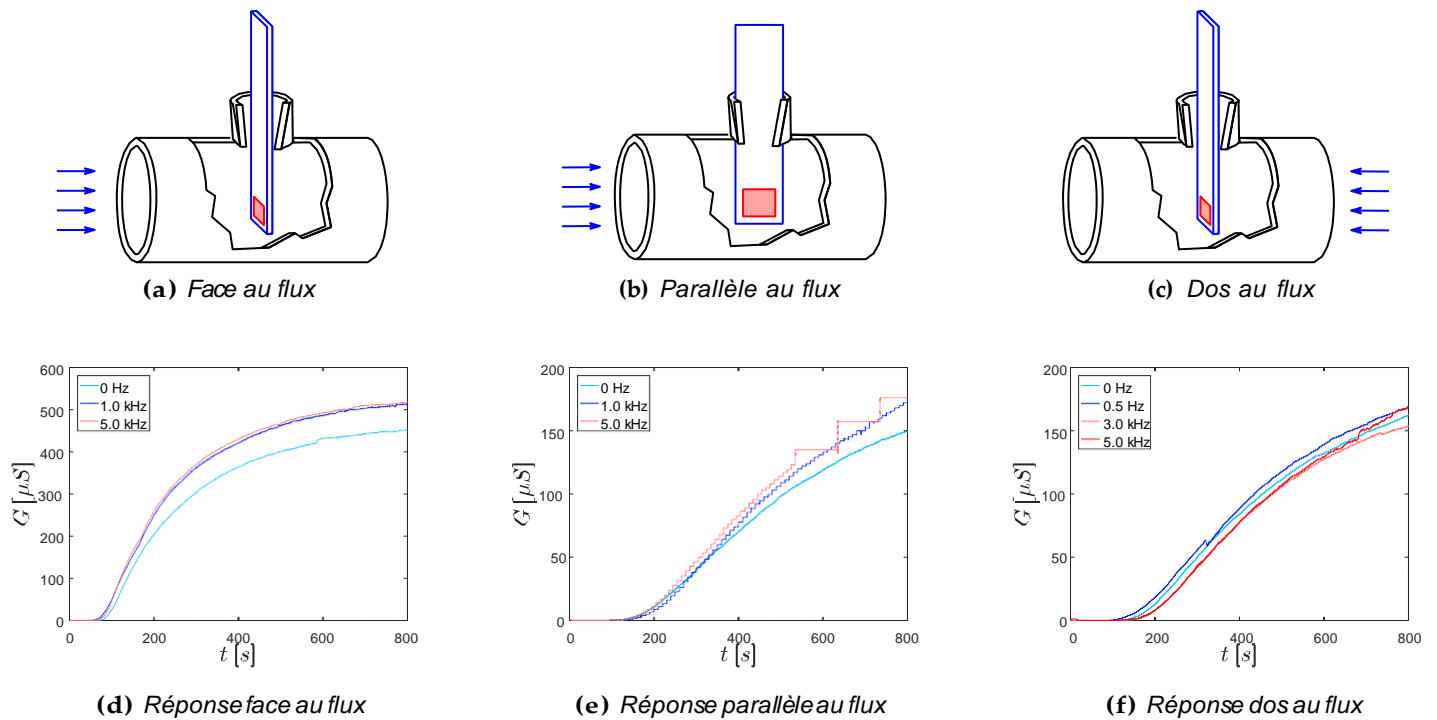 (a) Face au flux
(b) Parallèle au flux
(c) Dos au flux
600
500
400
300
200
100
0
G [μS]
0 Hz
1.0 kHz
5.0 kHz
0 200 400 600 800
t [s]
200
150
100
50
0
G [μS]
0 Hz
1.0 kHz
5.0 kHz
0 200 400 600 800
t [s]
200
150
100
50
0
G [μS]
0 Hz
0.5 Hz
3.0 kHz
5.0 kHz
0 200 400 600 800
t [s]
(d) Réponse face au flux
(e) Réponse parallèle au flux
(f) Réponse dos au flux